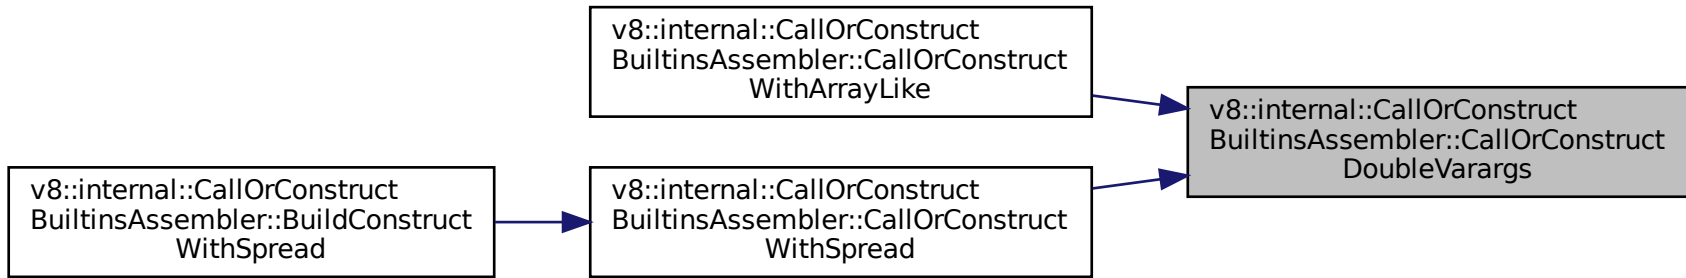 v8::internal::CallOrConstruct
BuiltinsAssembler::CallOrConstruct
WithArrayLike
v8::internal::CallOrConstruct
BuiltinsAssembler::CallOrConstruct
DoubleVarargs
v8::internal::CallOrConstruct
BuiltinsAssembler::BuildConstruct
WithSpread
v8::internal::CallOrConstruct
BuiltinsAssembler::CallOrConstruct
WithSpread